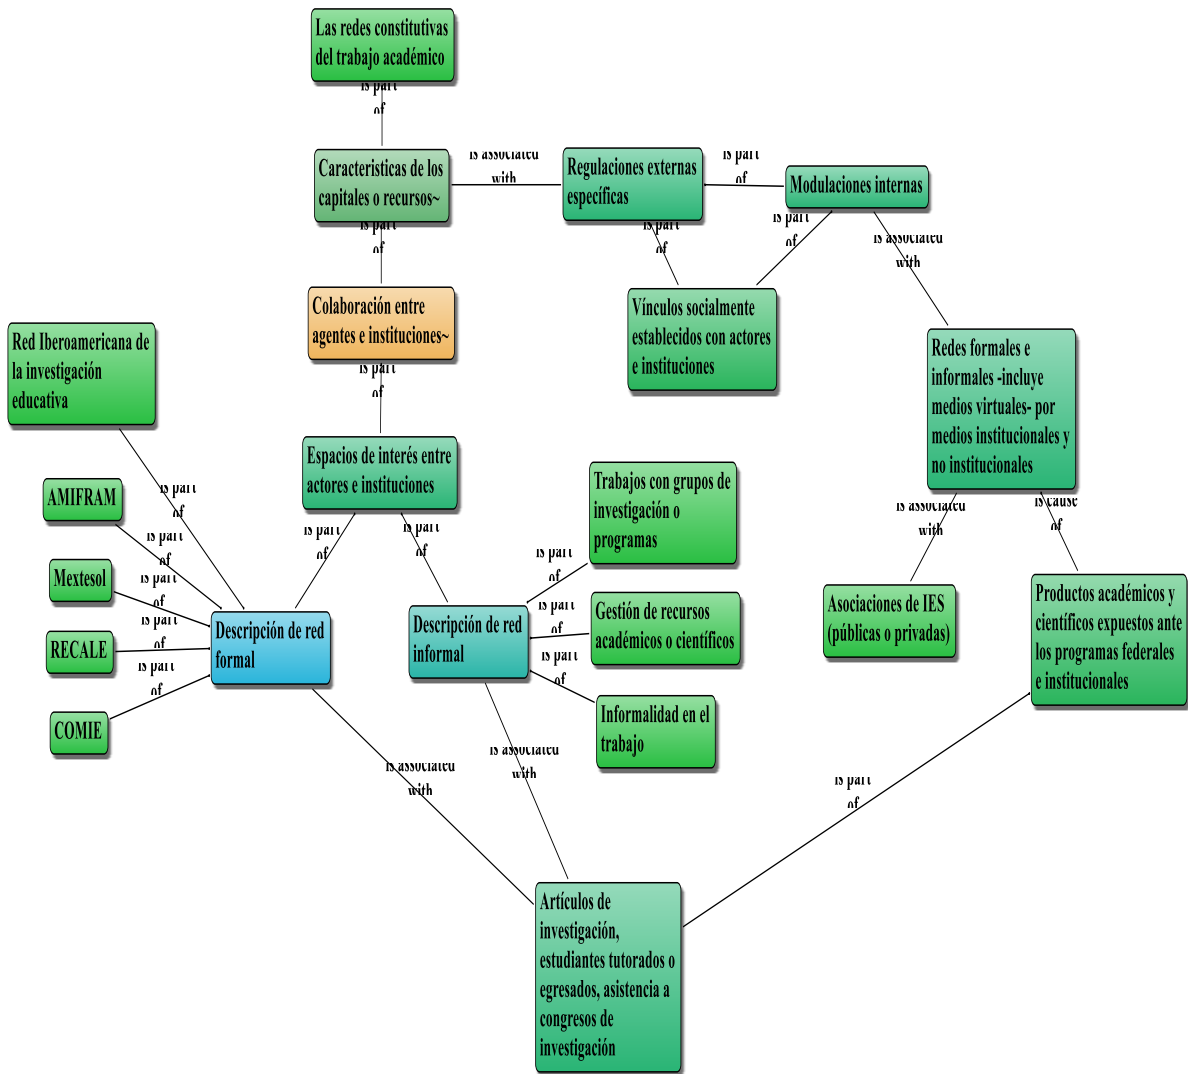 Las redes constitutivas
del trabajo académico
is part
of
Caracteristicas de los
capitales o recursos~
is associated
with
Regulaciones externas
específicas
is part
of
Modulaciones internas
is part
of
is part
of
is part
of
is associated
with
Colaboración entre
agentes e instituciones~
Vínculos socialmente
establecidos con actores
e instituciones
Red Iberoamericana de
la investigación
educativa
Redes formales e
informales -incluye
medios virtuales- por
medios institucionales y
no institucionales
is part
of
Espacios de interés entre
actores e instituciones
Trabajos con grupos de
investigación o
programas
AMIFRAM
is part
of
is part
of
is part
of
is part
of
is associated
with
is cause
of
Mextesol
is part
of
is part
of
Asociaciones de IES
(públicas o privadas)
Productos académicos y
científicos expuestos ante
los programas federales
e institucionales
RECALE
is part
of
Descripción de red
formal
Descripción de red
informal
is part
of
Gestión de recursos
académicos o científicos
is part
of
is part
of
COMIE
Informalidad en el
trabajo
is associated
with
is associated
with
is part
of
Artículos de
investigación,
estudiantes tutorados o
egresados, asistencia a
congresos de
investigación